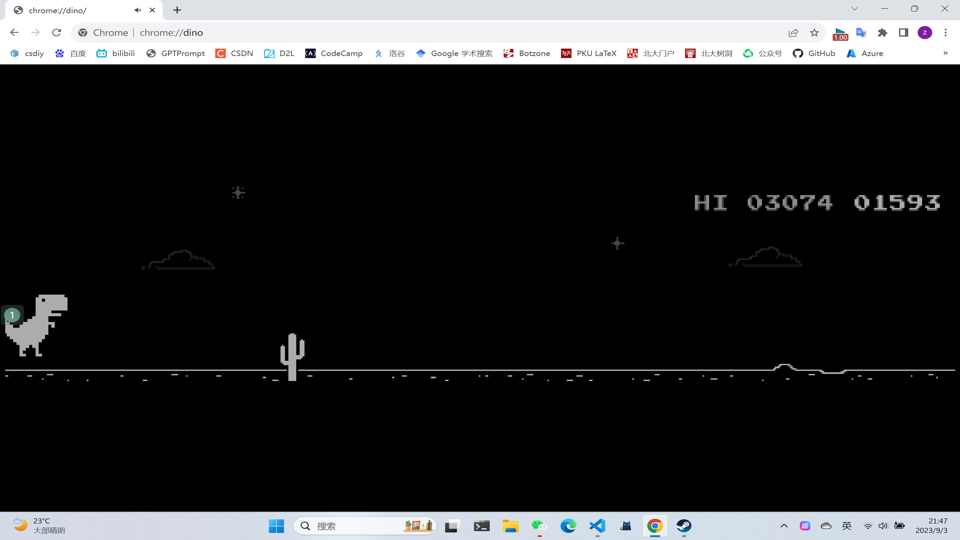 chrome://dino/
Chrome | chrome://dino
1.00
z
csdiy 百度 bilibili GPTPrompt CSDN D2L CodeCamp 洛谷 Google 学术搜索 Botzone PKU LaTeX 北大门户 北大树洞 公众号 GitHub Azure »
HI 03074 01593
1
23°C
大部晴朗
搜索
英
21:47
2023/9/3